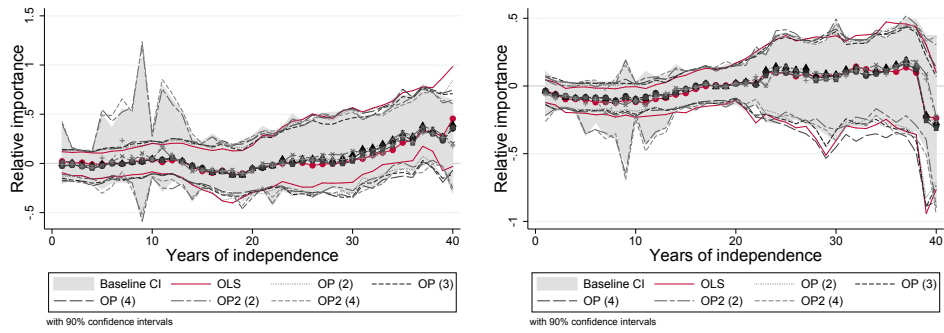 Relative importance
1.5
1
.5
0
-.5
0 10 20 30 40
Years of independence
Baseline CI OLS OP (2) OP (3)
OP (4) OP2 (2) OP2 (4)
with 90% confidence intervals
Relative importance
.5
0
-.5
-1
0 10 20 30 40
Years of independence
Baseline CI OLS OP (2) OP (3)
OP (4) OP2 (2) OP2 (4)
with 90% confidence intervals